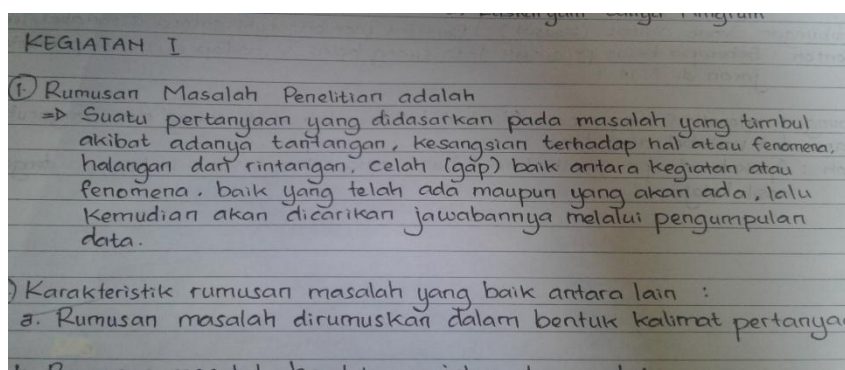 KEGIATAN I
1. Rumusan Masalah Penelitian adalah
=> Suatu pertanyaan yang didasarkan pada masalah yang timbul
akibat adanya tantangan, kesangsian terhadap hal atau fenomena,
halangan dan rintangan, celah (gap) baik antara kegiatan atau
fenomena, baik yang telah ada maupun yang akan ada, lalu
kemudian akan dicarikan jawabannya melalui pengumpulan
data.
) Karakteristik rumusan masalah yang baik antara lain :
a. Rumusan masalah dirumuskan dalam bentuk kalimat pertanya